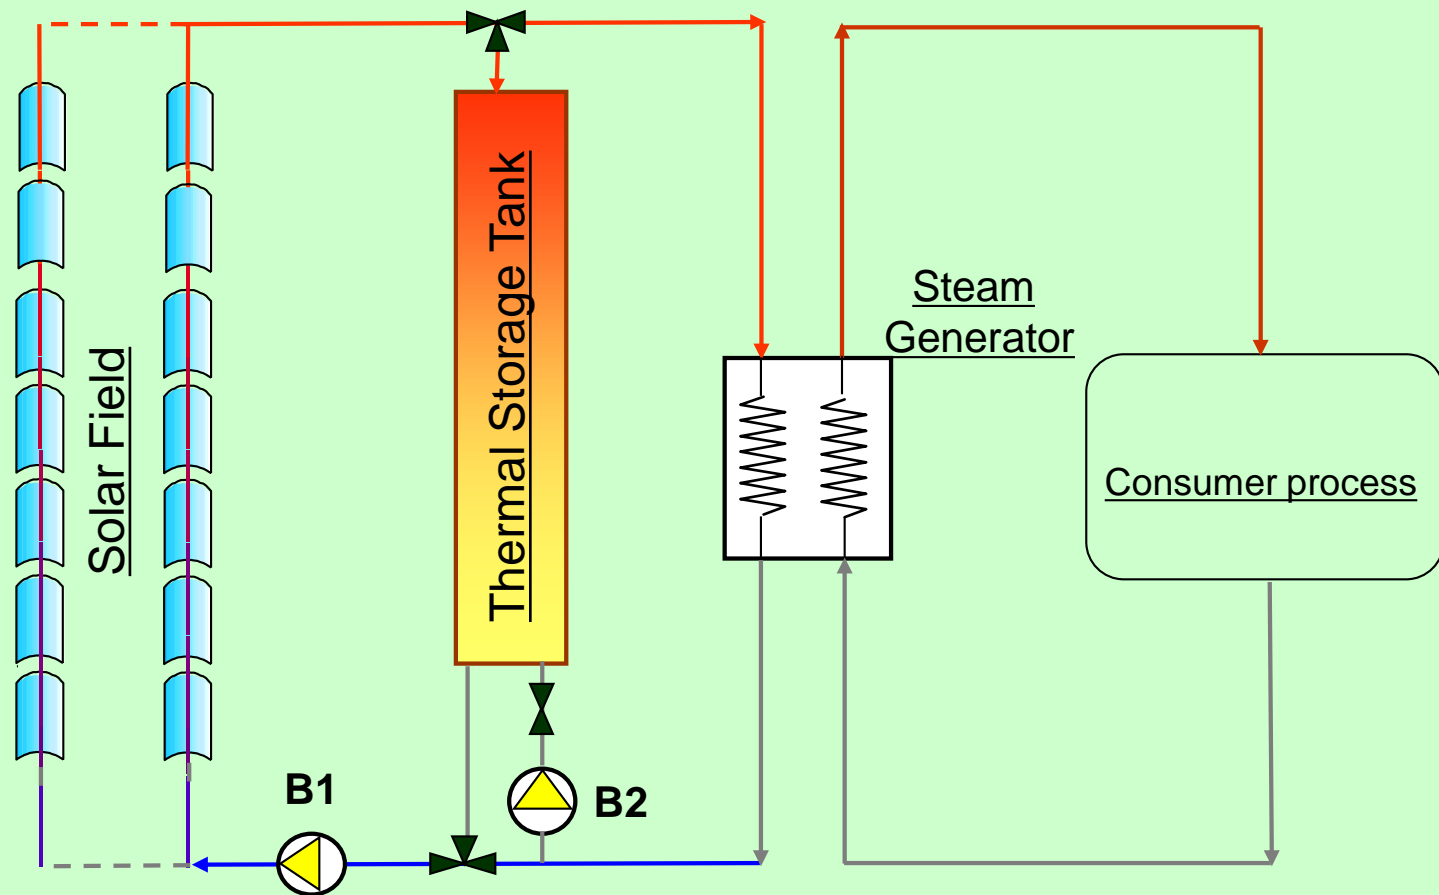 Solar Field
Thermal Storage Tank
Steam
Generator
Consumer process
B1
B2